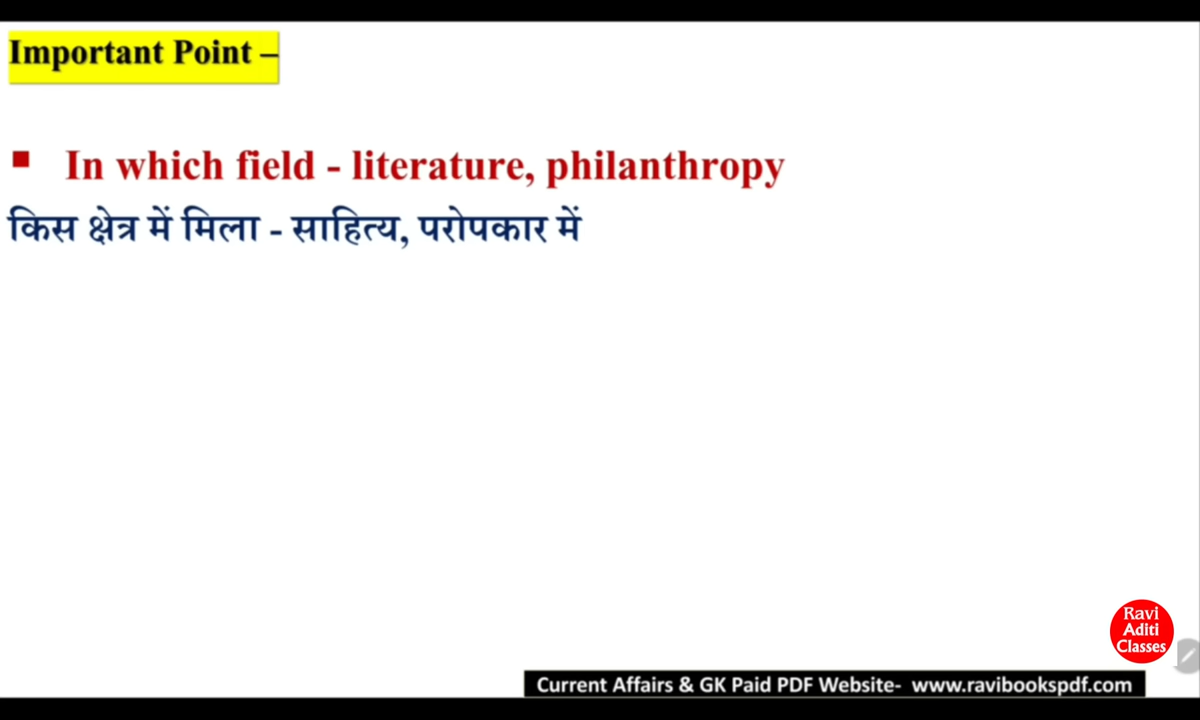 Important Point –
▪ In which field - literature, philanthropy
किस क्षेत्र में मिला - साहित्य, परोपकार में
Ravi
Aditi
Classes
Current Affairs & GK Paid PDF Website- www.ravibookspdf.com